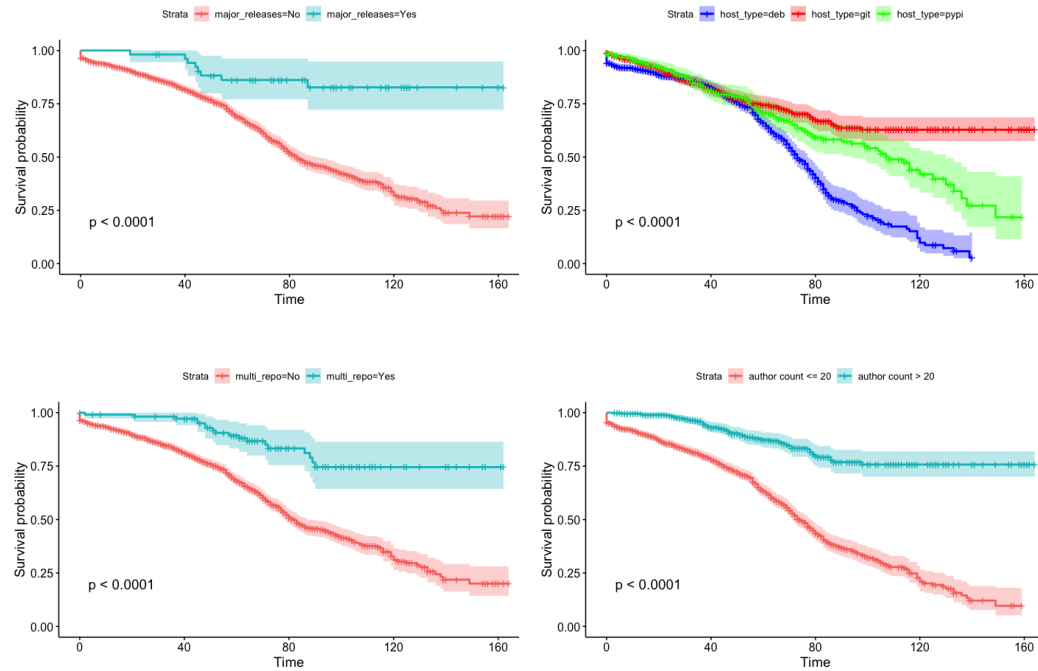 Strata major_releases=No major_releases=Yes
Survival probability
1.00
0.75
0.50
0.25
0.00
p < 0.0001
0 40 80 120 160
Time
Strata host_type=deb host_type=git host_type=pypi
Survival probability
1.00
0.75
0.50
0.25
0.00
p < 0.0001
0 40 80 120 160
Time
Strata multi_repo=No multi_repo=Yes
Survival probability
1.00
0.75
0.50
0.25
0.00
p < 0.0001
0 40 80 120 160
Time
Strata author count <= 20 author count > 20
Survival probability
1.00
0.75
0.50
0.25
0.00
p < 0.0001
0 40 80 120 160
Time